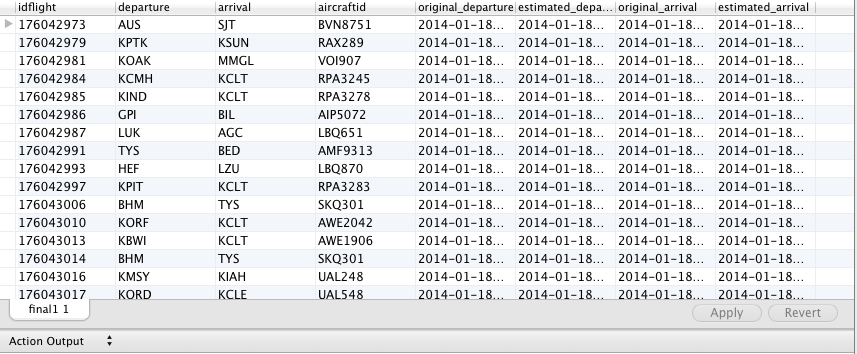 idflight departure arrival aircraftid original_departure estimated_depa... original_arrival estimated_arrival
176042973 AUS SJT BVN8751 2014-01-18... 2014-01-18... 2014-01-18... 2014-01-18...
176042979 KPTK KSUN RAX289 2014-01-18... 2014-01-18... 2014-01-18... 2014-01-18...
176042981 KOAK MMGL VOI907 2014-01-18... 2014-01-18... 2014-01-18... 2014-01-18...
176042984 KCMH KCLT RPA3245 2014-01-18... 2014-01-18... 2014-01-18... 2014-01-18...
176042985 KIND KCLT RPA3278 2014-01-18... 2014-01-18... 2014-01-18... 2014-01-18...
176042986 GPI BIL AIP5072 2014-01-18... 2014-01-18... 2014-01-18... 2014-01-18...
176042987 LUK AGC LBQ651 2014-01-18... 2014-01-18... 2014-01-18... 2014-01-18...
176042991 TYS BED AMF9313 2014-01-18... 2014-01-18... 2014-01-18... 2014-01-18...
176042993 HEF LZU LBQ870 2014-01-18... 2014-01-18... 2014-01-18... 2014-01-18...
176042997 KPIT KCLT RPA3283 2014-01-18... 2014-01-18... 2014-01-18... 2014-01-18...
176043006 BHM TYS SKQ301 2014-01-18... 2014-01-18... 2014-01-18... 2014-01-18...
176043010 KORF KCLT AWE2042 2014-01-18... 2014-01-18... 2014-01-18... 2014-01-18...
176043013 KBWI KCLT AWE1906 2014-01-18... 2014-01-18... 2014-01-18... 2014-01-18...
176043014 BHM TYS SKQ301 2014-01-18... 2014-01-18... 2014-01-18... 2014-01-18...
176043016 KMSY KIAH UAL248 2014-01-18... 2014-01-18... 2014-01-18... 2014-01-18...
176043017 KORD KCLE UAL548 2014-01-18... 2014-01-18... 2014-01-18... 2014-01-18...
final1 1
Apply Revert
Action Output